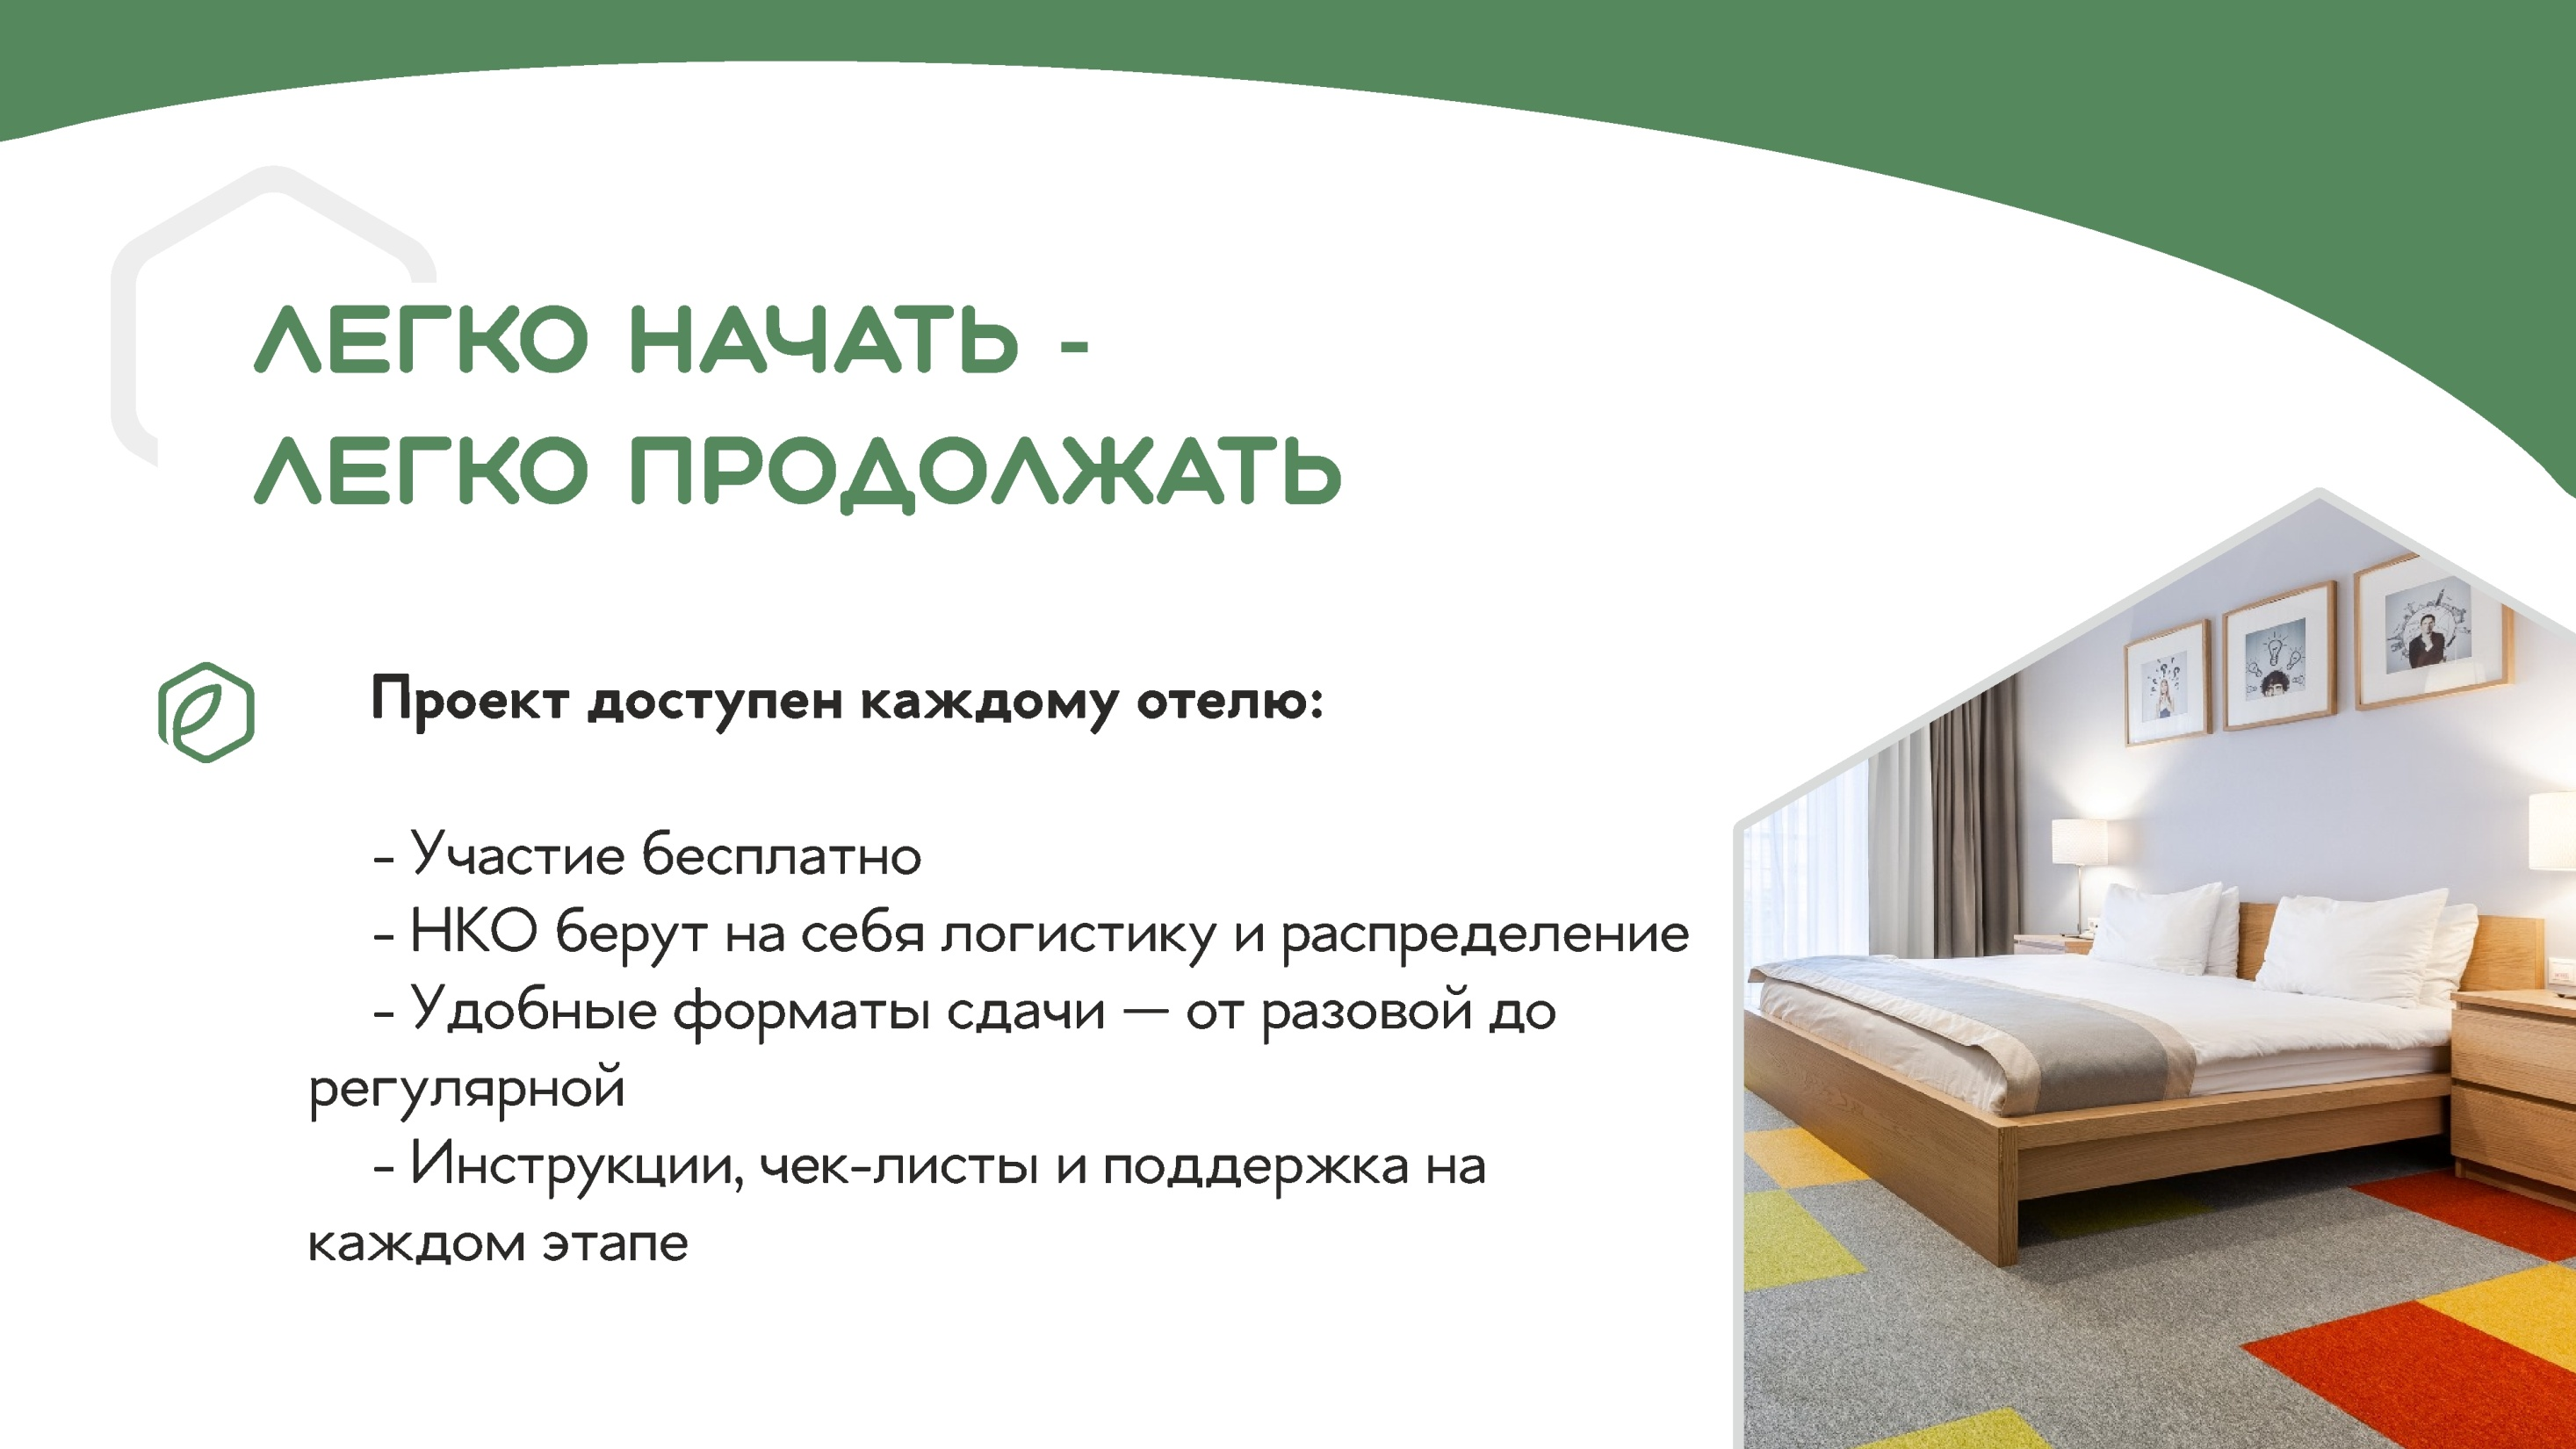 ЛЕГКО НАЧАТЬ -
ЛЕГКО ПРОДОЛЖАТЬ
Проект доступен каждому отелю:
- Участие бесплатно
- НКО берут на себя логистику и распределение
- Удобные форматы сдачи — от разовой до
регулярной
- Инструкции, чек-листы и поддержка на
каждом этапе